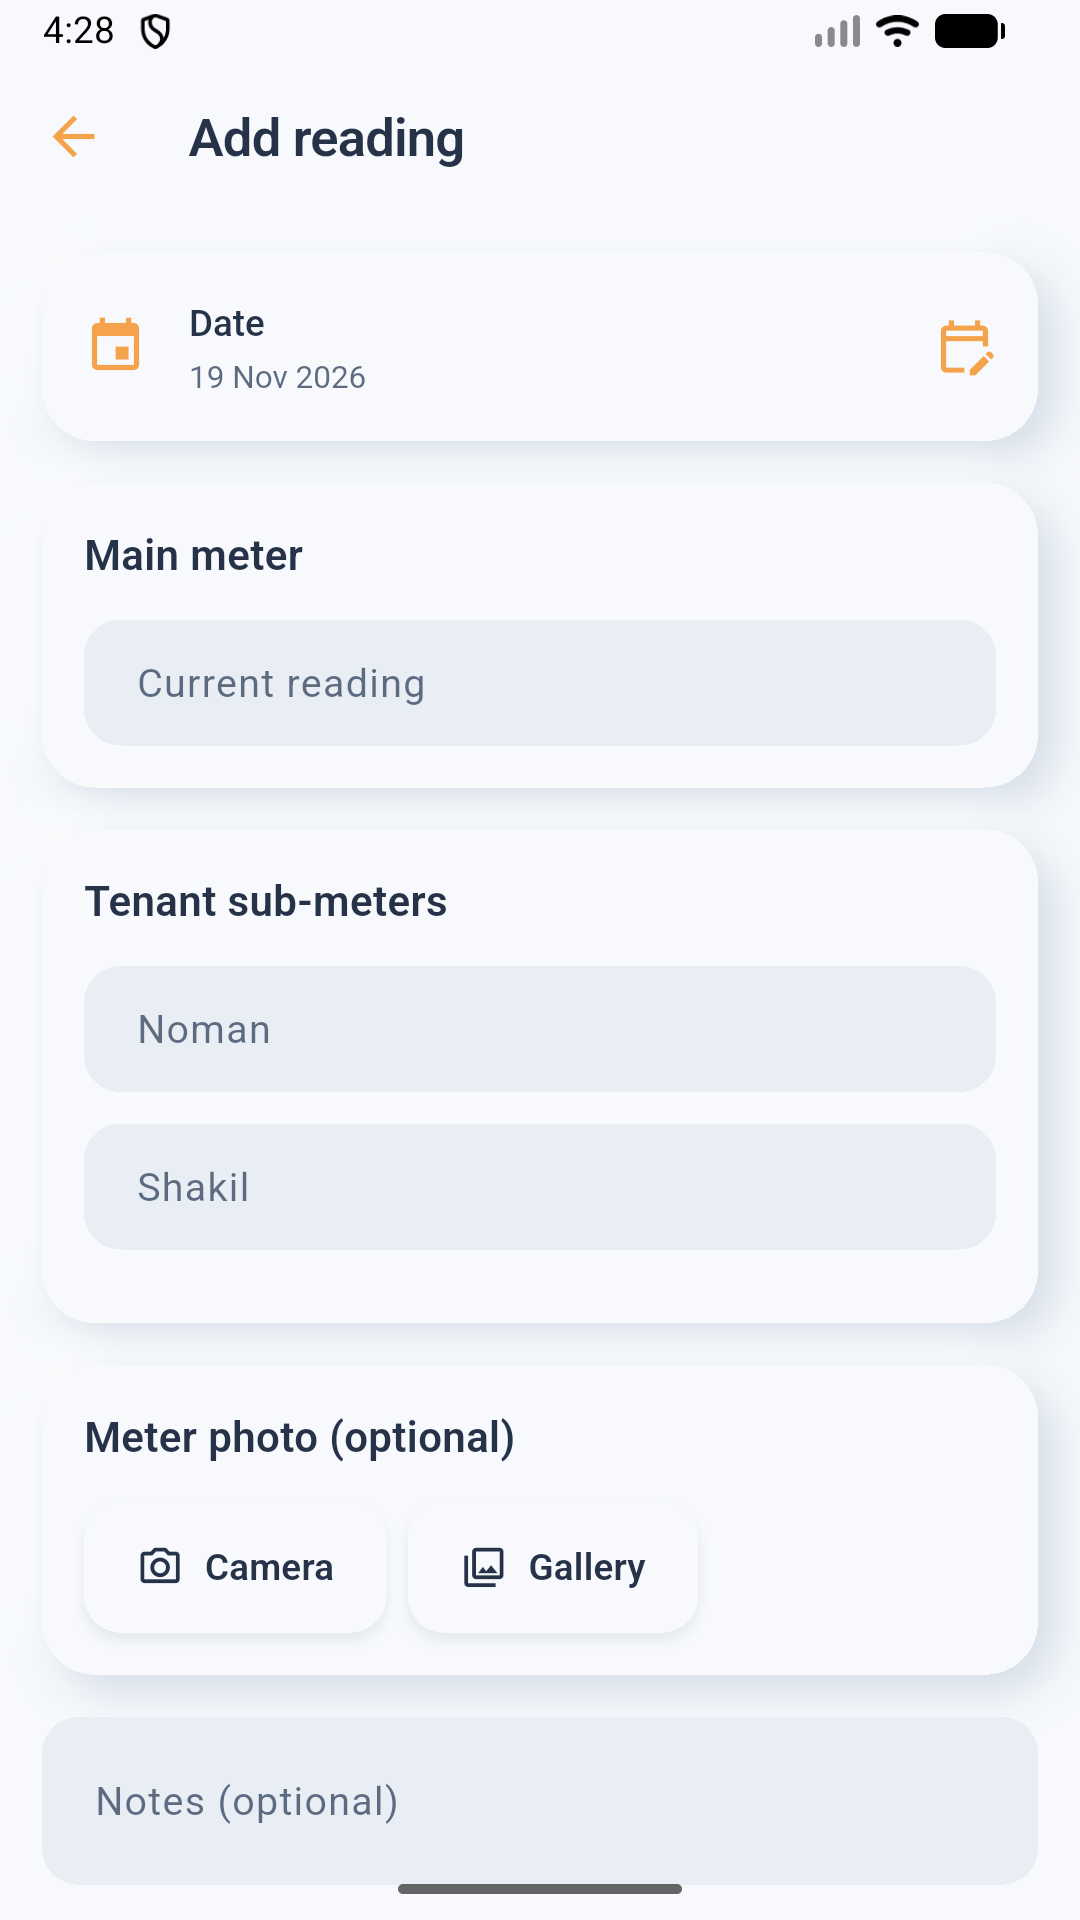 4:28
Add reading
Date
19 Nov 2026
Main meter
Current reading
Tenant sub-meters
Noman
Shakil
Meter photo (optional)
Camera
Gallery
Notes (optional)